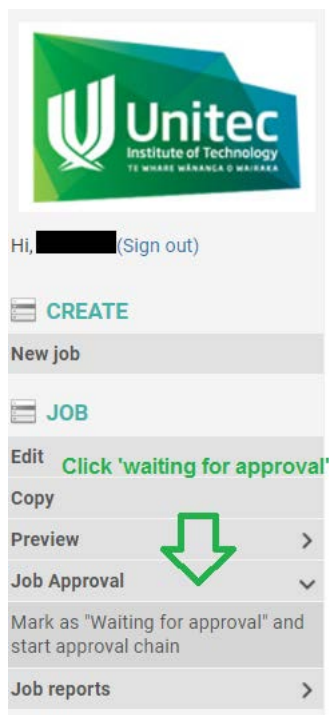 Unitec
Institute of Technology
TE WHARE WĀNANGA O WAIRAKA
Hi, (Sign out)
CREATE
New job
JOB
Edit
Click 'waiting for approval'
Copy
Preview
Job Approval
Mark as "Waiting for approval" and
start approval chain
Job reports